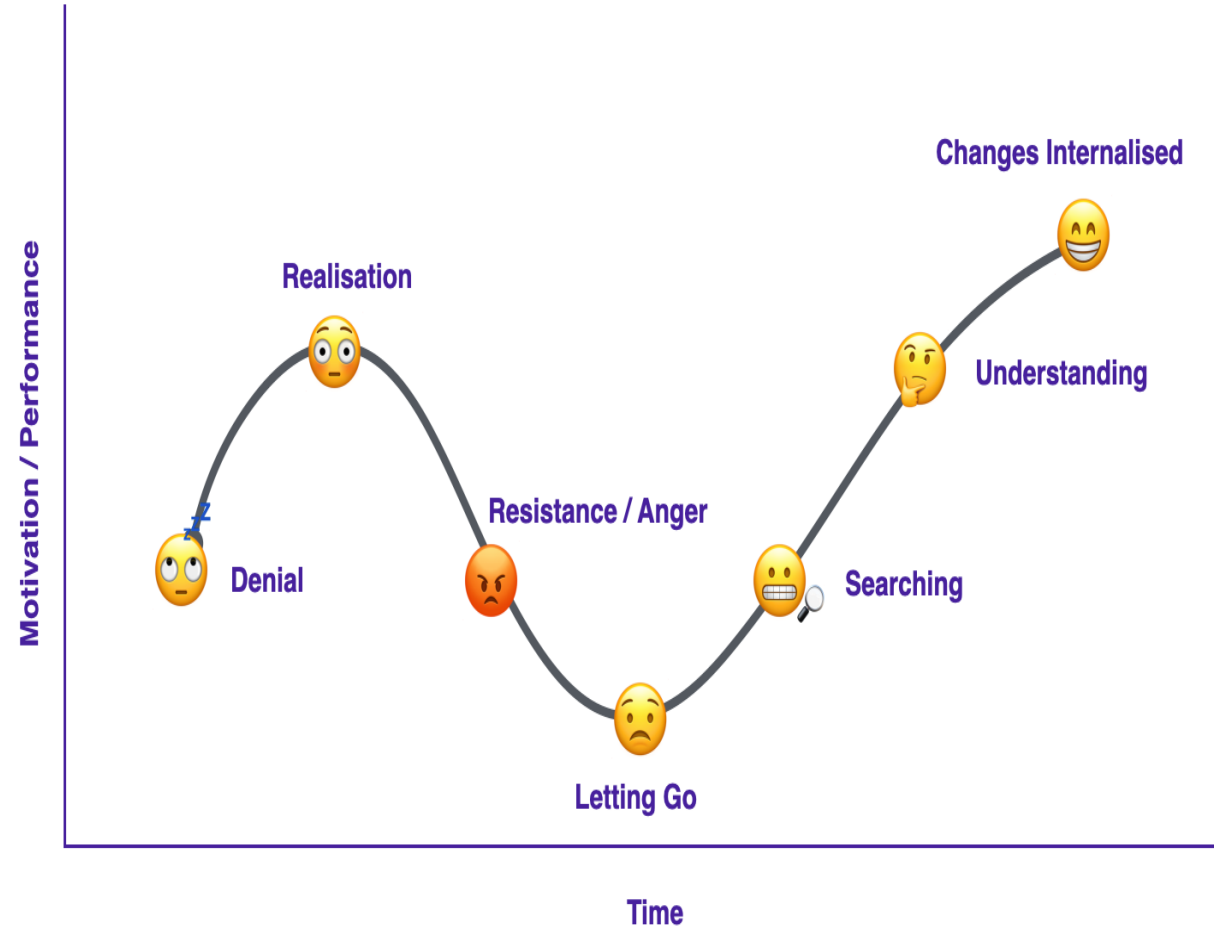 Changes Internalised
Realisation
Understanding
Resistance / Anger
Denial
Searching
Letting Go
Motivation / Performance
Time